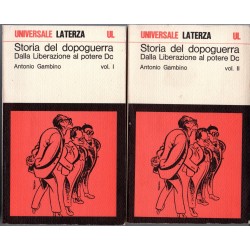 UNIVERSALE LATERZA UL
Storia del dopoguerra
Dalla Liberazione al potere Dc
Antonio Gambino vol. I
UNIVERSALE LATERZA UL
Storia del dopoguerra
Dalla Liberazione al potere Dc
Antonio Gambino vol. II